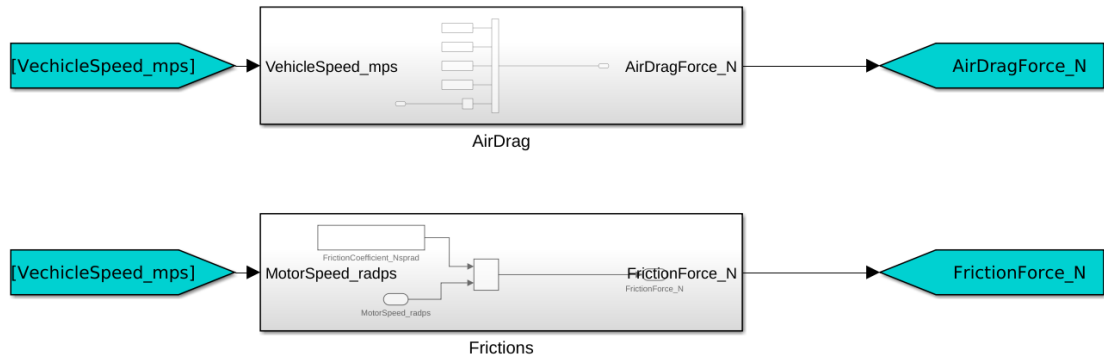 [VechicleSpeed_mps]
VehicleSpeed_mps
AirDragForce_N
AirDragForce_N
AirDrag
[VechicleSpeed_mps]
MotorSpeed_radps
FrictionCoefficient_Nsprad
MotorSpeed_radps
FrictionForce_N
FrictionForce_N
FrictionForce_N
Frictions